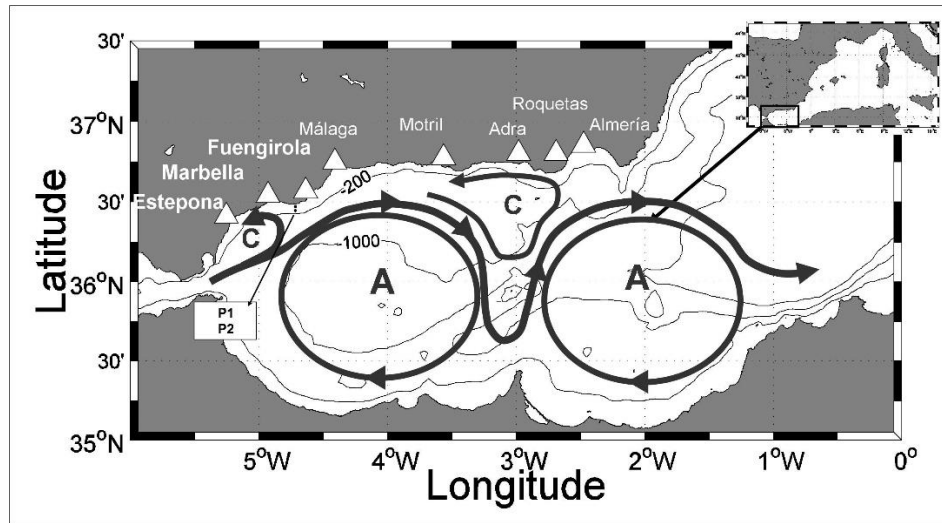 30'
37°N
30'
36°N
30'
35°N
Latitude
5°W
4°W
3°W
2°W
1°W
0°
Longitude
Roquetas
Málaga
Motril
Adra
Almería
Fuengirola
Marbella
Estepona
-200
-1000
C
C
A
A
P1
P2